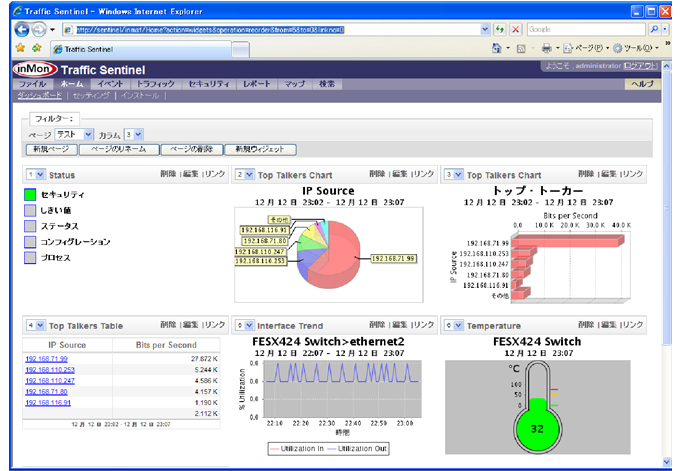 Traffic Sentinel - Windows Internet Explorer
http://sentinel/inmsf/Home?action=widgets&operation=reorder&from=5&to=0&linkno=0
Google
Traffic Sentinel
ページ(P)
ツール(O)
inMon Traffic Sentinel
ようこそ, administrator ログアウト
ファイル ホーム イベント トラフィック セキュリティ レポート マップ 検索 ヘルプ
ダッシュボード | セッティング | インストール |
フィルター:
ページ テスト カラム 3
新規ページ ページのリネーム ページの削除 新規ウィジェット
1 Status 削除 | 編集 | リンク
セキュリティ
しきい値
ステータス
コンフィグレーション
プロセス
2 Top Talkers Chart 削除 | 編集 | リンク
IP Source
12 月 12 日 23:02 - 12 月 12 日 23:07
その他
192.168.116.91
192.168.71.80
192.168.110.247
192.168.110.253
192.168.71.99
3 Top Talkers Chart 削除 | 編集 | リンク
トップ・トーカー
12 月 12 日 23:02 - 12 月 12 日 23:07
Bits per Second
0.0 10.0 K 20.0 K 30.0 K 40.0 K
IP Source
192.168.71.99
192.168.110.253
192.168.110.247
192.168.71.80
192.168.116.91
その他
4 Top Talkers Table 削除 | 編集 | リンク
IP Source Bits per Second
192.168.71.99 27.872 K
192.168.110.253 5.244 K
192.168.110.247 4.586 K
192.168.71.80 4.157 K
192.168.116.91 1.190 K
2.112 K
12 月 12 日 23:02 - 12 月 12 日 23:07
Interface Trend 削除 | 編集 | リンク
FESX424 Switch>ethernet2
12 月 12 日 22:07 - 12 月 12 日 23:07
% Utilization
0.6
0.6
0.6
0.6
22:10 22:20 22:30 22:40 22:50 23:00
時間
Utilization In Utilization Out
Temperature 削除 | 編集 | リンク
FESX424 Switch
12 月 12 日 23:07
°C
100
50
0
32